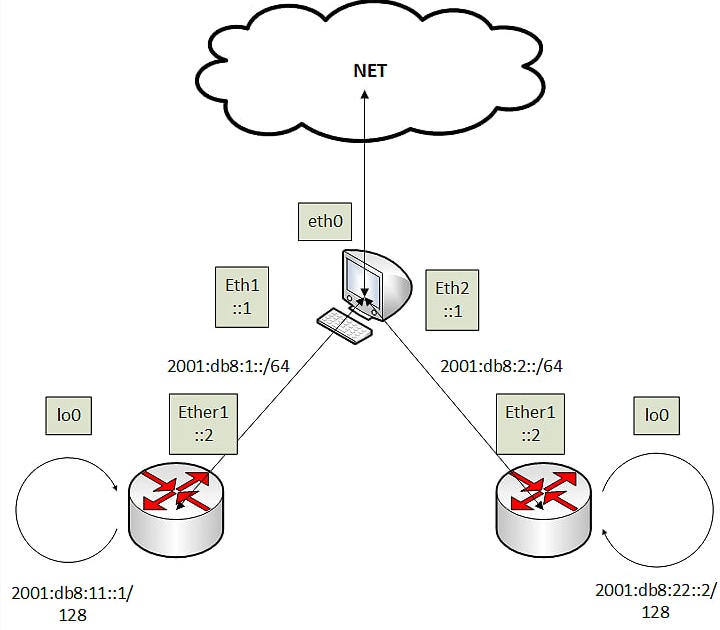 NET
eth0
Eth1
::1
Eth2
::1
2001:db8:1::/64
2001:db8:2::/64
lo0
Ether1
::2
Ether1
::2
lo0
2001:db8:11::1/
128
2001:db8:22::2/
128